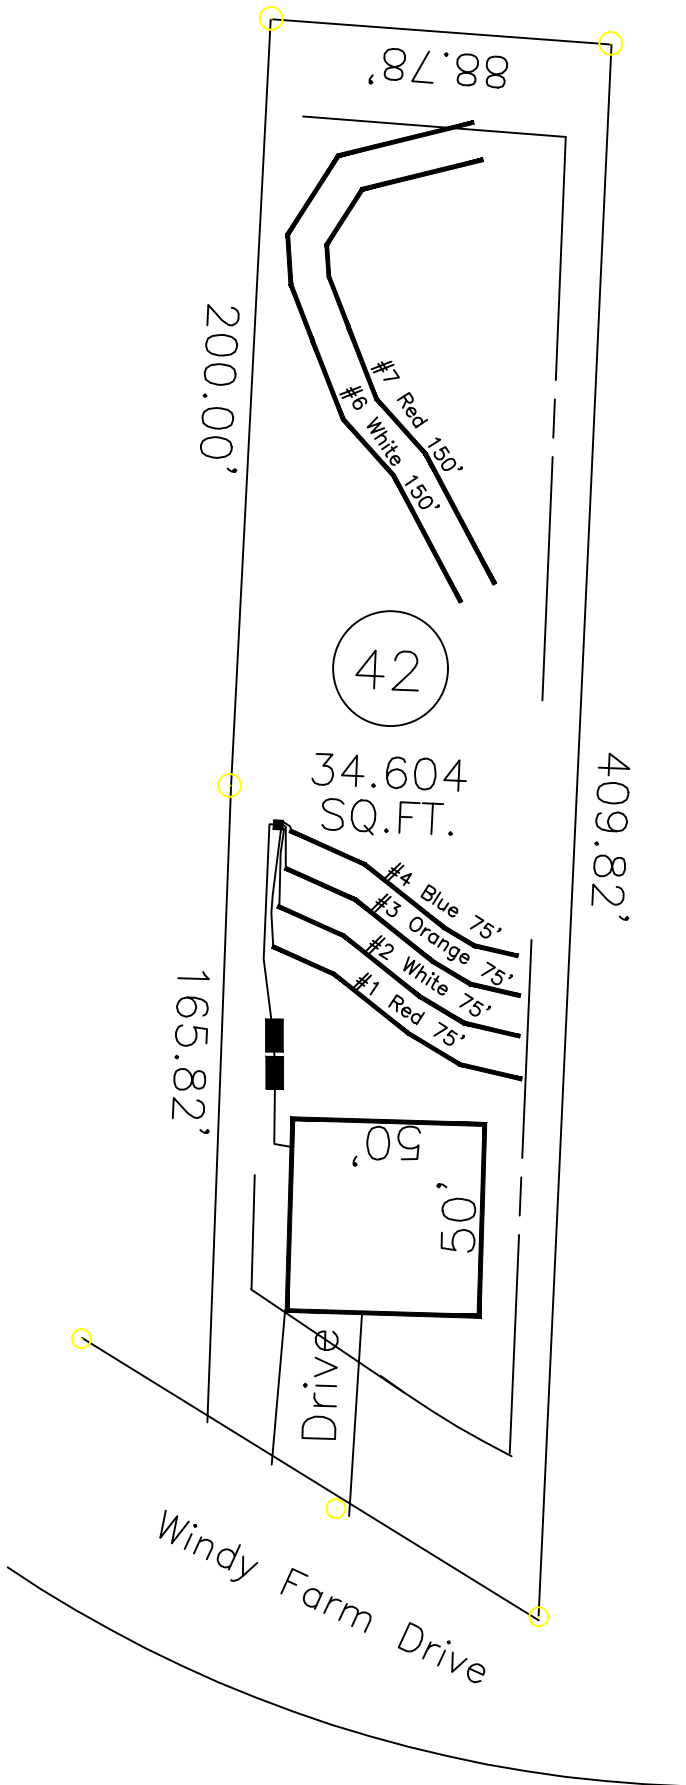 88.78'
200.00'
#7 Red 150'
#6 White 150'
42
34.604
SQ.FT.
409.82'
#4 Blue 75'
#3 Orange 75'
#2 White 75'
#1 Red 75'
165.82'
50'
50'
Drive
Windy Farm Drive